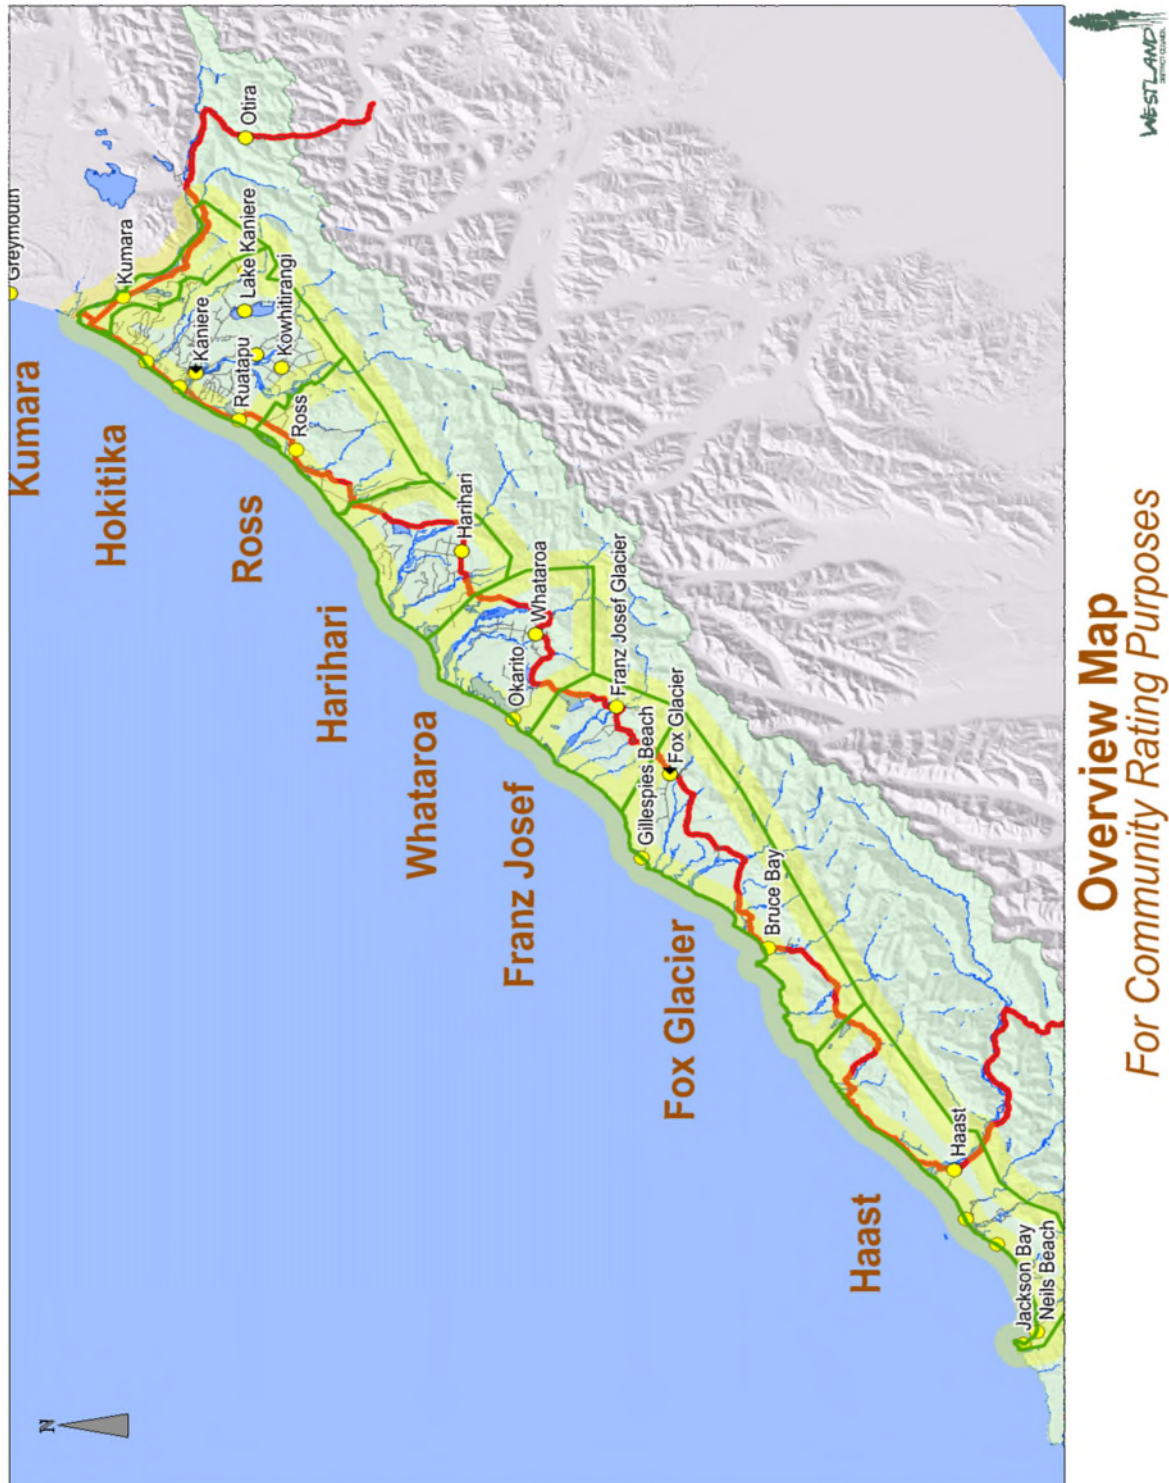 WESTLAND
DISTRICT COUNCIL
N
Greymouth
Kumara
Kumara
Otira
Hokitika
Kaniere
Lake Kaniere
Kowhitirangi
Ruatapu
Ross
Ross
Harihari
Harihari
Whataroa
Whataroa
Okarito
Franz Josef
Franz Josef Glacier
Gillespies Beach
Fox Glacier
Fox Glacier
Bruce Bay
Haast
Haast
Jackson Bay
Neils Beach
Overview Map
For Community Rating Purposes